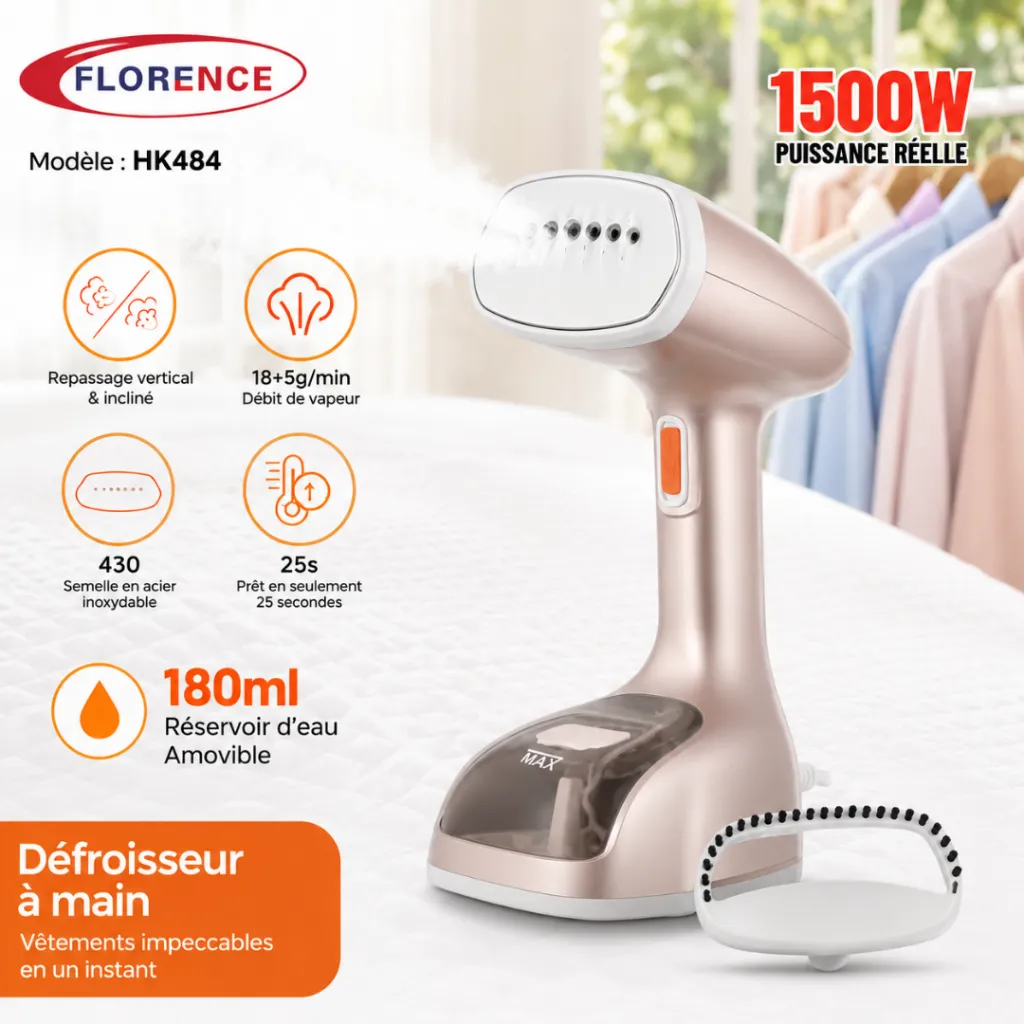 FLORENCE
1500W
PUISSANCE RÉELLE
Modèle : HK484
Repassage vertical
& incliné
18+5g/min
Débit de vapeur
430
Semelle en acier
inoxydable
25s
Prêt en seulement
25 secondes
180ml
Réservoir d'eau
Amovible
MAX
Défroisseur
à main
Vêtements impeccables
en un instant